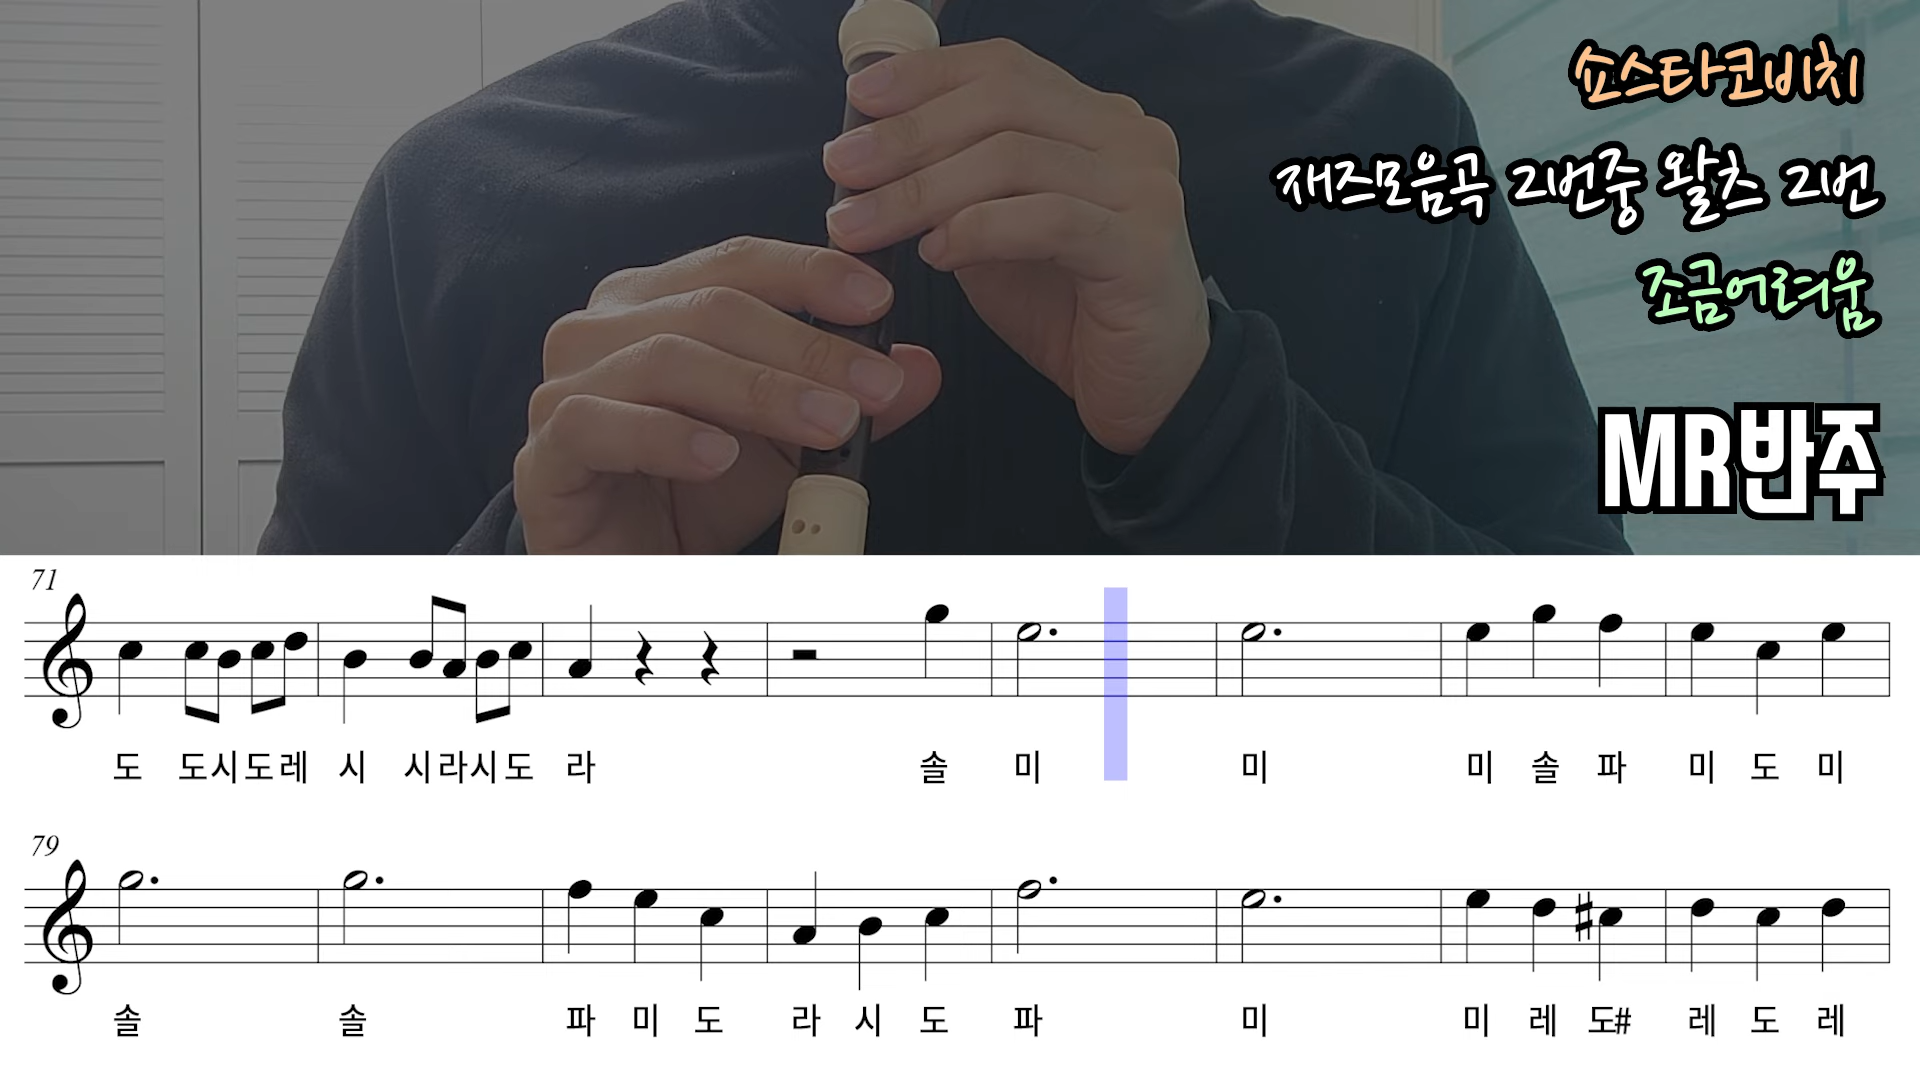 쇼스타코비치
재즈모음곡 2번중 왈츠 2번
조금어려움
MR반주
71
도 도시도레 시 시라시도 라 솔 미 미 미 솔 파 미 도 미
79
솔 솔 파 미 도 라 시 도 파 미 미 레 도# 레 도 레